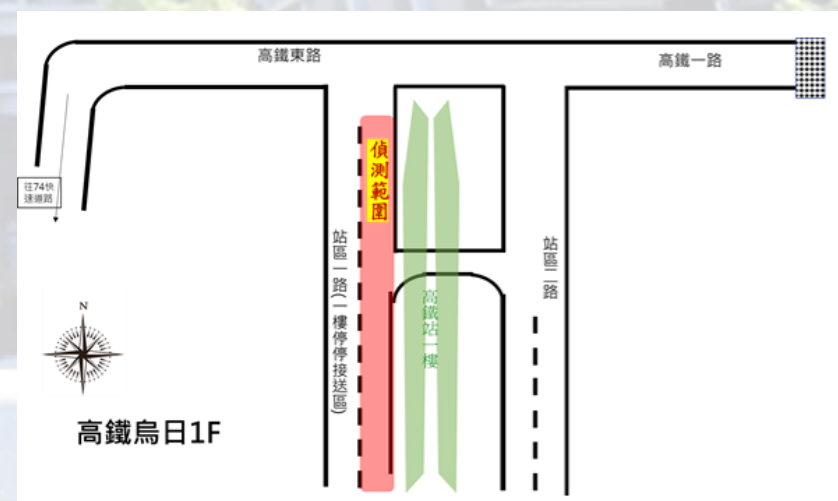 高鐵東路
高鐵一路
偵測範圍
往74快
速道路
站區一路(一樓停停接送區)
站區二路
高鐵站一樓
N
高鐵烏日1F